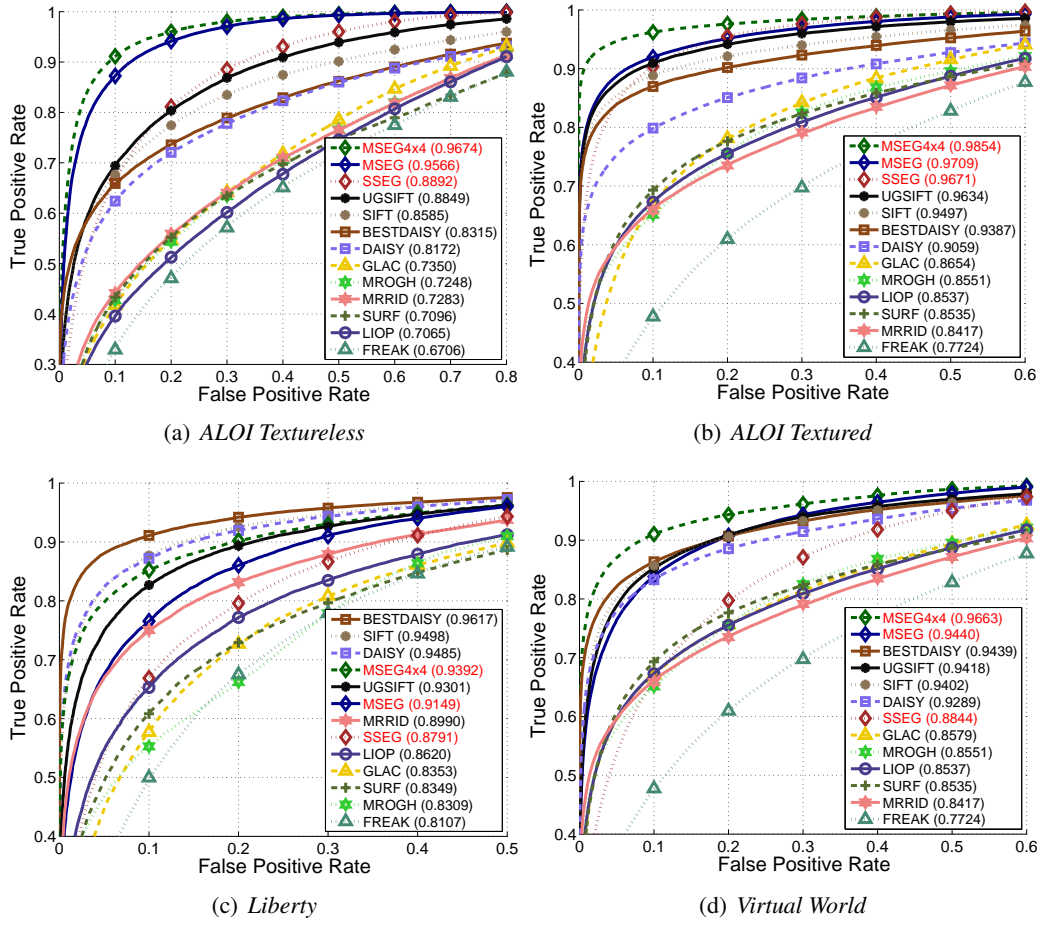 True Positive Rate
1
0.9
0.8
0.7
0.6
0.5
0.4
0.3
MSEG4x4 (0.9674)
MSEG (0.9566)
SSEG (0.8892)
UGSIFT (0.8849)
SIFT (0.8585)
BESTDAISY (0.8315)
DAISY (0.8172)
GLAC (0.7350)
MROGH (0.7248)
MRRID (0.7283)
SURF (0.7096)
LIOP (0.7065)
FREAK (0.6706)
0 0.1 0.2 0.3 0.4 0.5 0.6 0.7 0.8
False Positive Rate
(a) ALOI Textureless
True Positive Rate
1
0.9
0.8
0.7
0.6
0.5
0.4
MSEG4x4 (0.9854)
MSEG (0.9709)
SSEG (0.9671)
UGSIFT (0.9634)
SIFT (0.9497)
BESTDAISY (0.9387)
DAISY (0.9059)
GLAC (0.8654)
MROGH (0.8551)
LIOP (0.8537)
SURF (0.8535)
MRRID (0.8417)
FREAK (0.7724)
0 0.1 0.2 0.3 0.4 0.5 0.6
False Positive Rate
(b) ALOI Textured
True Positive Rate
1
0.9
0.8
0.7
0.6
0.5
0.4
BESTDAISY (0.9617)
SIFT (0.9498)
DAISY (0.9485)
MSEG4x4 (0.9392)
UGSIFT (0.9301)
MSEG (0.9149)
MRRID (0.8990)
SSEG (0.8791)
LIOP (0.8620)
GLAC (0.8353)
SURF (0.8349)
MROGH (0.8309)
FREAK (0.8107)
0 0.1 0.2 0.3 0.4 0.5
False Positive Rate
(c) Liberty
True Positive Rate
1
0.9
0.8
0.7
0.6
0.5
0.4
MSEG4x4 (0.9663)
MSEG (0.9440)
BESTDAISY (0.9439)
UGSIFT (0.9418)
SIFT (0.9402)
DAISY (0.9289)
SSEG (0.8844)
GLAC (0.8579)
MROGH (0.8551)
LIOP (0.8537)
SURF (0.8535)
MRRID (0.8417)
FREAK (0.7724)
0 0.1 0.2 0.3 0.4 0.5 0.6
False Positive Rate
(d) Virtual World